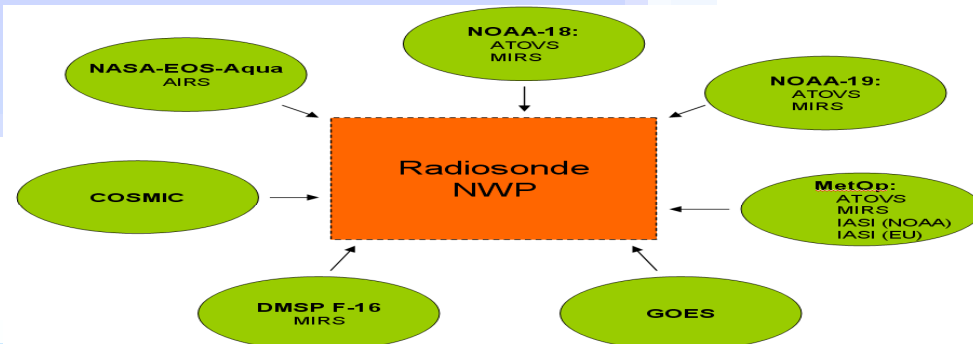 NOAA-18:
ATOVS
MIRS
NASA-EOS-Aqua
AIRS
NOAA-19:
ATOVS
MIRS
Radiosonde
NWP
COSMIC
MetOp:
ATOVS
MIRS
IASI (NOAA)
IASI (EU)
DMSP F-16
MIRS
GOES